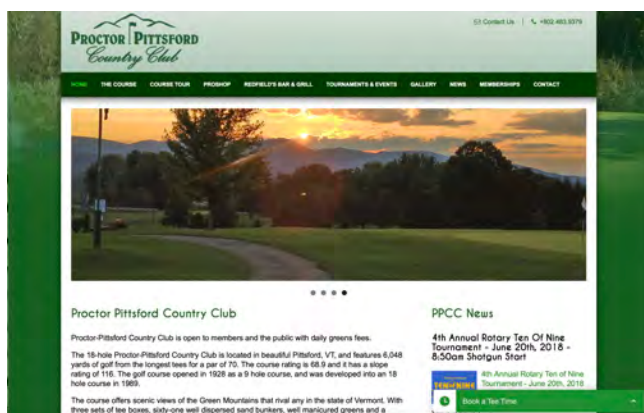 PROCTOR PITTSFORD
Country Club
Contact Us | +802.483.9379
HOME THE COURSE COURSE TOUR PROSHOP REDFIELD'S BAR & GRILL TOURNAMENTS & EVENTS GALLERY NEWS MEMBERSHIPS CONTACT
Proctor Pittsford Country Club
Proctor-Pittsford Country Club is open to members and the public with daily greens fees.
The 18-hole Proctor-Pittsford Country Club is located in beautiful Pittsford, VT, and features 6,048
yards of golf from the longest tees for a par of 70. The course rating is 68.9 and it has a slope
rating of 116. The golf course opened in 1928 as a 9 hole course, and was developed into an 18
hole course in 1989.
The course offers scenic views of the Green Mountains that rival any in the state of Vermont. With
three sets of tee boxes, sixty-one well dispersed sand bunkers, well manicured greens and a
PPCC News
4th Annual Rotary Ten Of Nine
Tournament - June 20th, 2018 -
8:50am Shotgun Start
TEN OF NINE
4th Annual Rotary Ten of Nine
Tournament - June 20th, 2018
Book a Tee Time